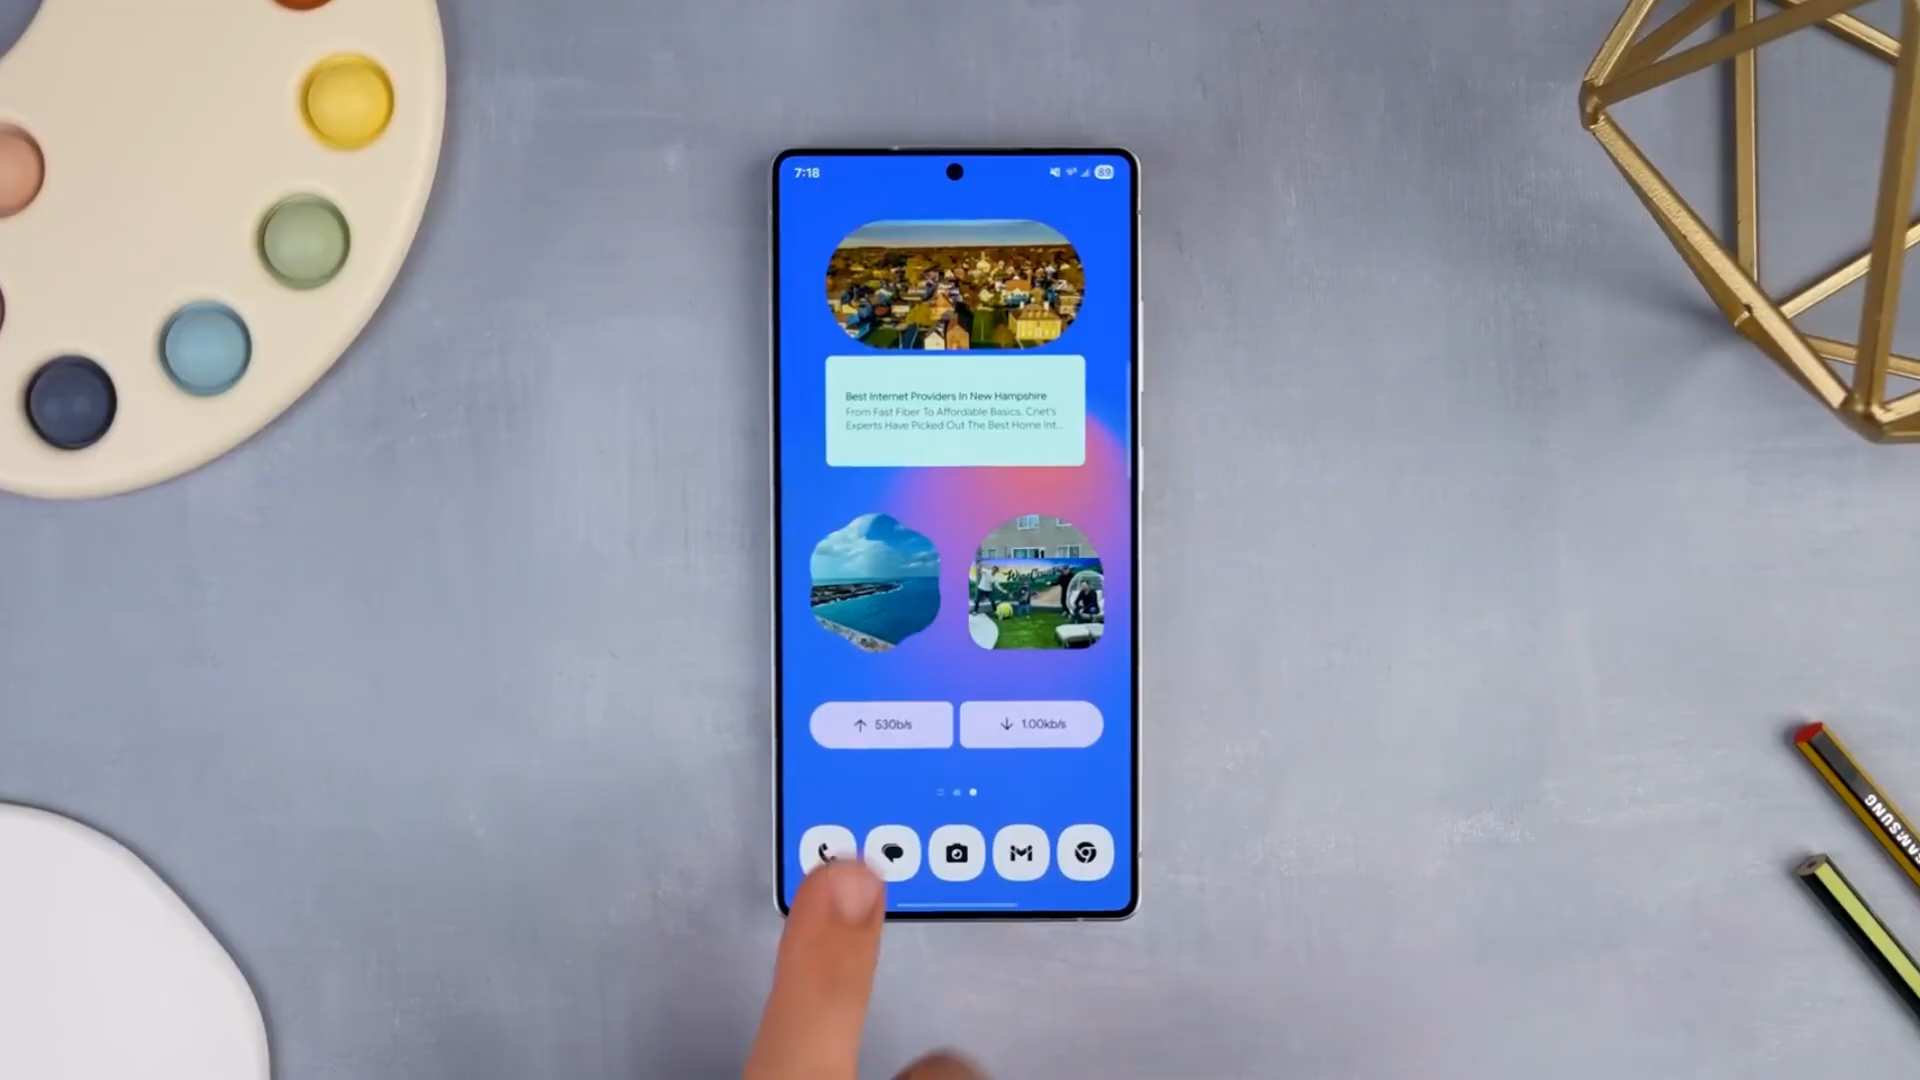 7:18
89
Best Internet Providers In New Hampshire
From Fast Fiber To Affordable Basics, Cnet's
Experts Have Picked Out The Best Home Int...
↑ 530b/s
↓ 1.00kb/s
SAMSUNG